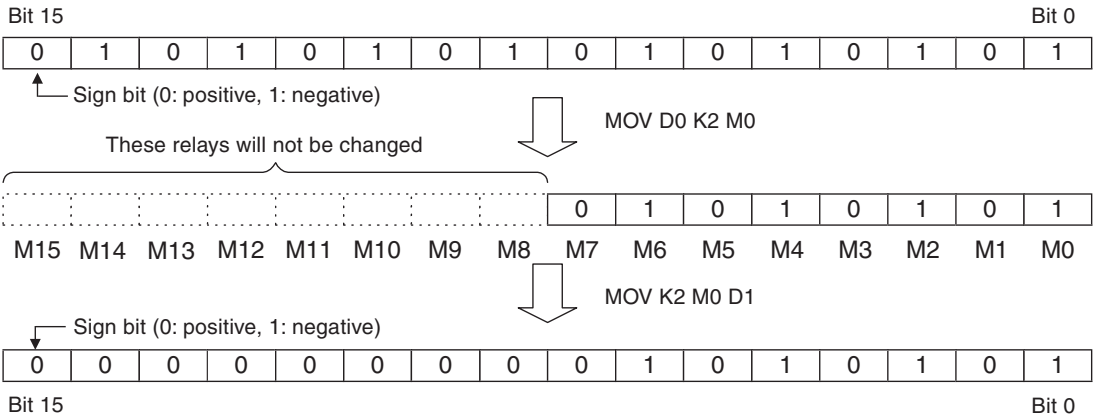 Bit 15 Bit 0
0 1 0 1 0 1 0 1 0 1 0 1 0 1 0 1
Sign bit (0: positive, 1: negative)
MOV D0 K2 M0
These relays will not be changed
0 1 0 1 0 1 0 1
M15 M14 M13 M12 M11 M10 M9 M8 M7 M6 M5 M4 M3 M2 M1 M0
MOV K2 M0 D1
Sign bit (0: positive, 1: negative)
0 0 0 0 0 0 0 0 0 1 0 1 0 1 0 1
Bit 15 Bit 0